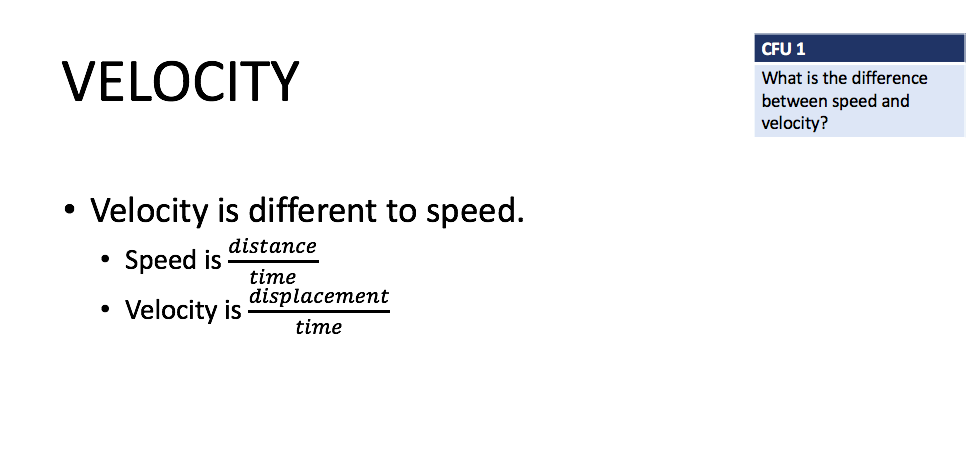 VELOCITY
CFU 1
What is the difference
between speed and
velocity?
• Velocity is different to speed.
• Speed is distance/time
• Velocity is displacement/time